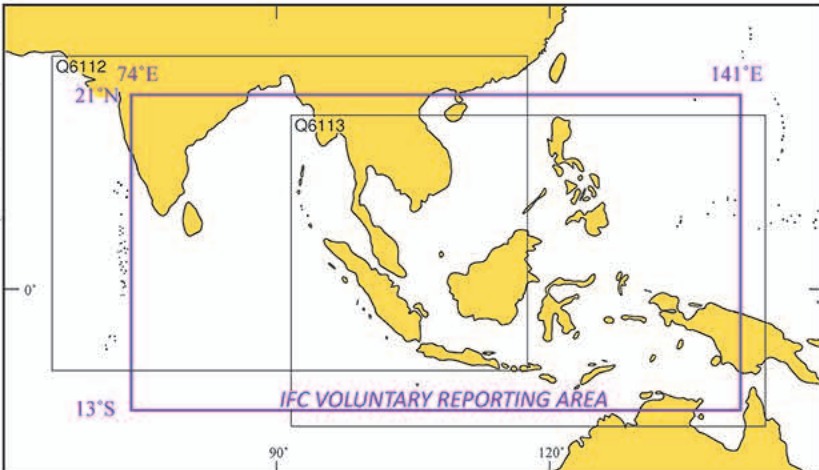 Q6112
74°E
141°E
21°N
Q6113
0°
13°S
IFC VOLUNTARY REPORTING AREA
90°
120°